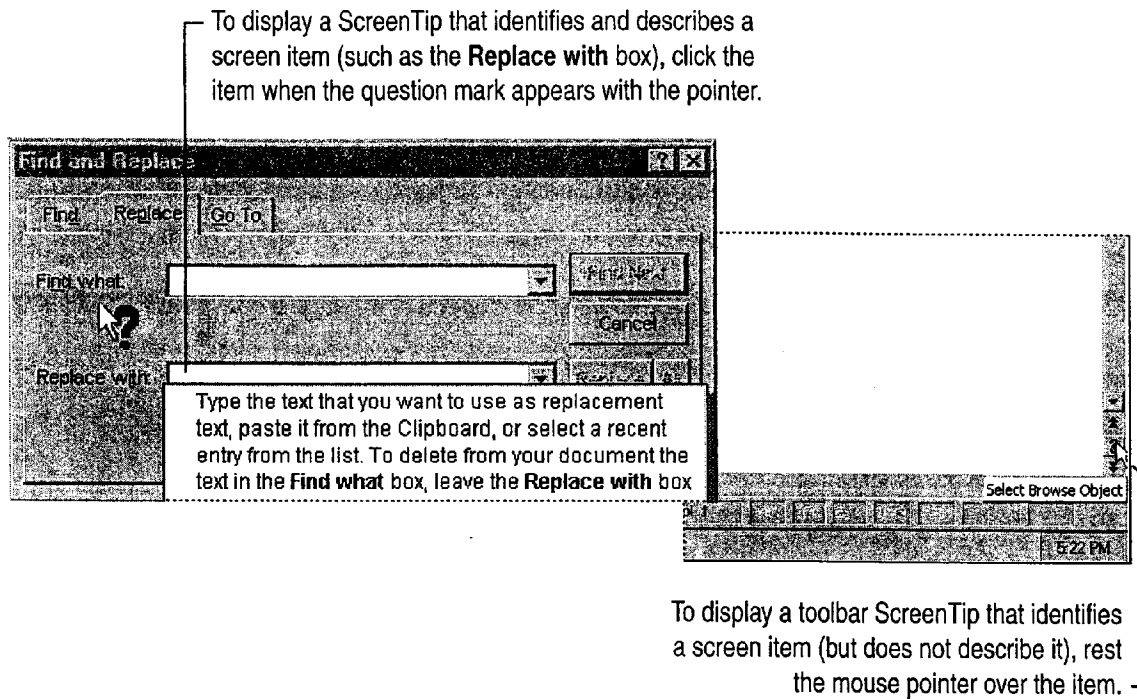 To display a ScreenTip that identifies and describes a
screen item (such as the Replace with box), click the
item when the question mark appears with the pointer.
Find and Replace
? ×
Find Replace Go To
Find what:
Find Next
?
Cancel
Replace with:
Replace
Type the text that you want to use as replacement
text, paste it from the Clipboard, or select a recent
entry from the list. To delete from your document the
text in the Find what box, leave the Replace with box
Select Browse Object
5:22 PM
To display a toolbar ScreenTip that identifies
a screen item (but does not describe it), rest
the mouse pointer over the item.